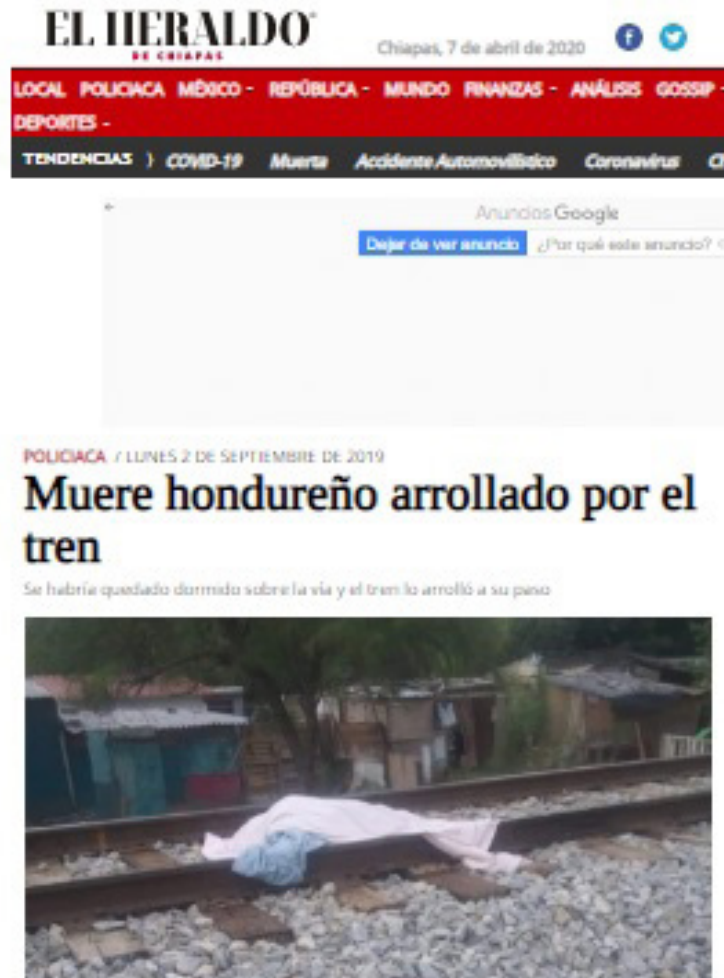 EL HERALDO
DE CHIAPAS
Chiapas, 7 de abril de 2020
LOCAL POLICIACA MÉXICO - REPÚBLICA - MUNDO FINANZAS - ANÁLISIS GOSSIP -
DEPORTES -
TENDENCIAS ) COVID-19 Muerta Accidente Automovilístico Coronavirus
Anuncios Google
Dejar de ver anuncio ¿Por qué este anuncio?
POLICIACA / LUNES 2 DE SEPTIEMBRE DE 2019
Muere hondureño arrollado por el
tren
Se habría quedado dormido sobre la vía y el tren lo arrolló a su paso